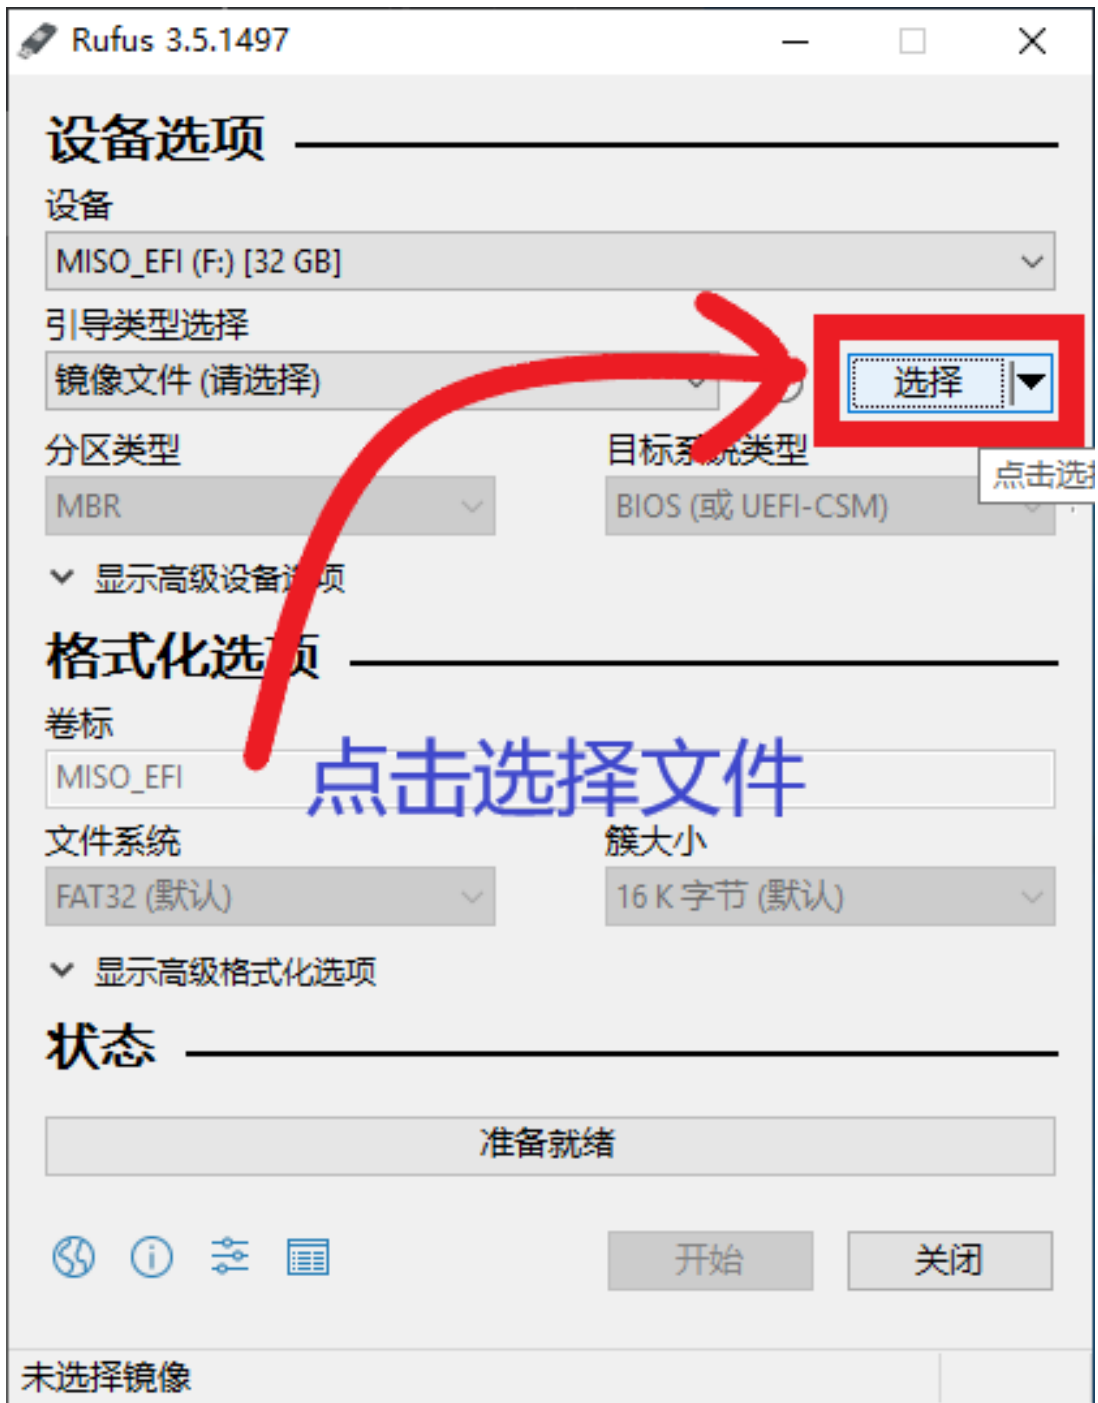 Rufus 3.5.1497
设备选项
设备
MISO_EFI (F:) [32 GB]
引导类型选择
镜像文件 (请选择)
选择
分区类型
目标系统类型
点击选择
MBR
BIOS (或 UEFI-CSM)
显示高级设备选项
格式化选项
卷标
MISO_EFI
点击选择文件
文件系统
簇大小
FAT32 (默认)
16 K 字节 (默认)
显示高级格式化选项
状态
准备就绪
开始
关闭
未选择镜像